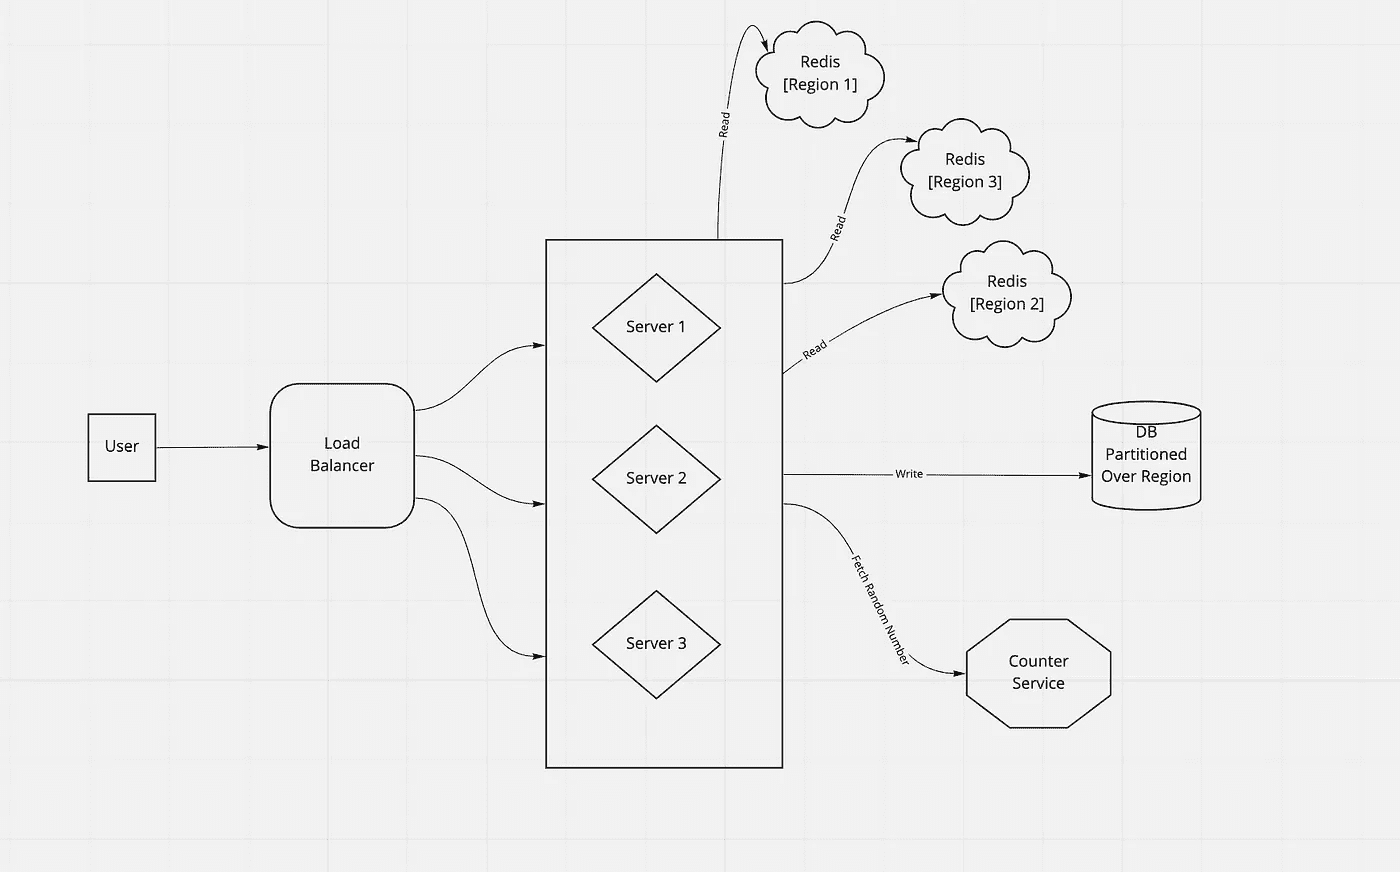 Redis
[Region 1]
Read
Redis
[Region 3]
Read
Redis
[Region 2]
Read
Server 1
User
Load
Balancer
Server 2
Write
DB
Partitioned
Over Region
Fetch Random Number
Server 3
Counter
Service